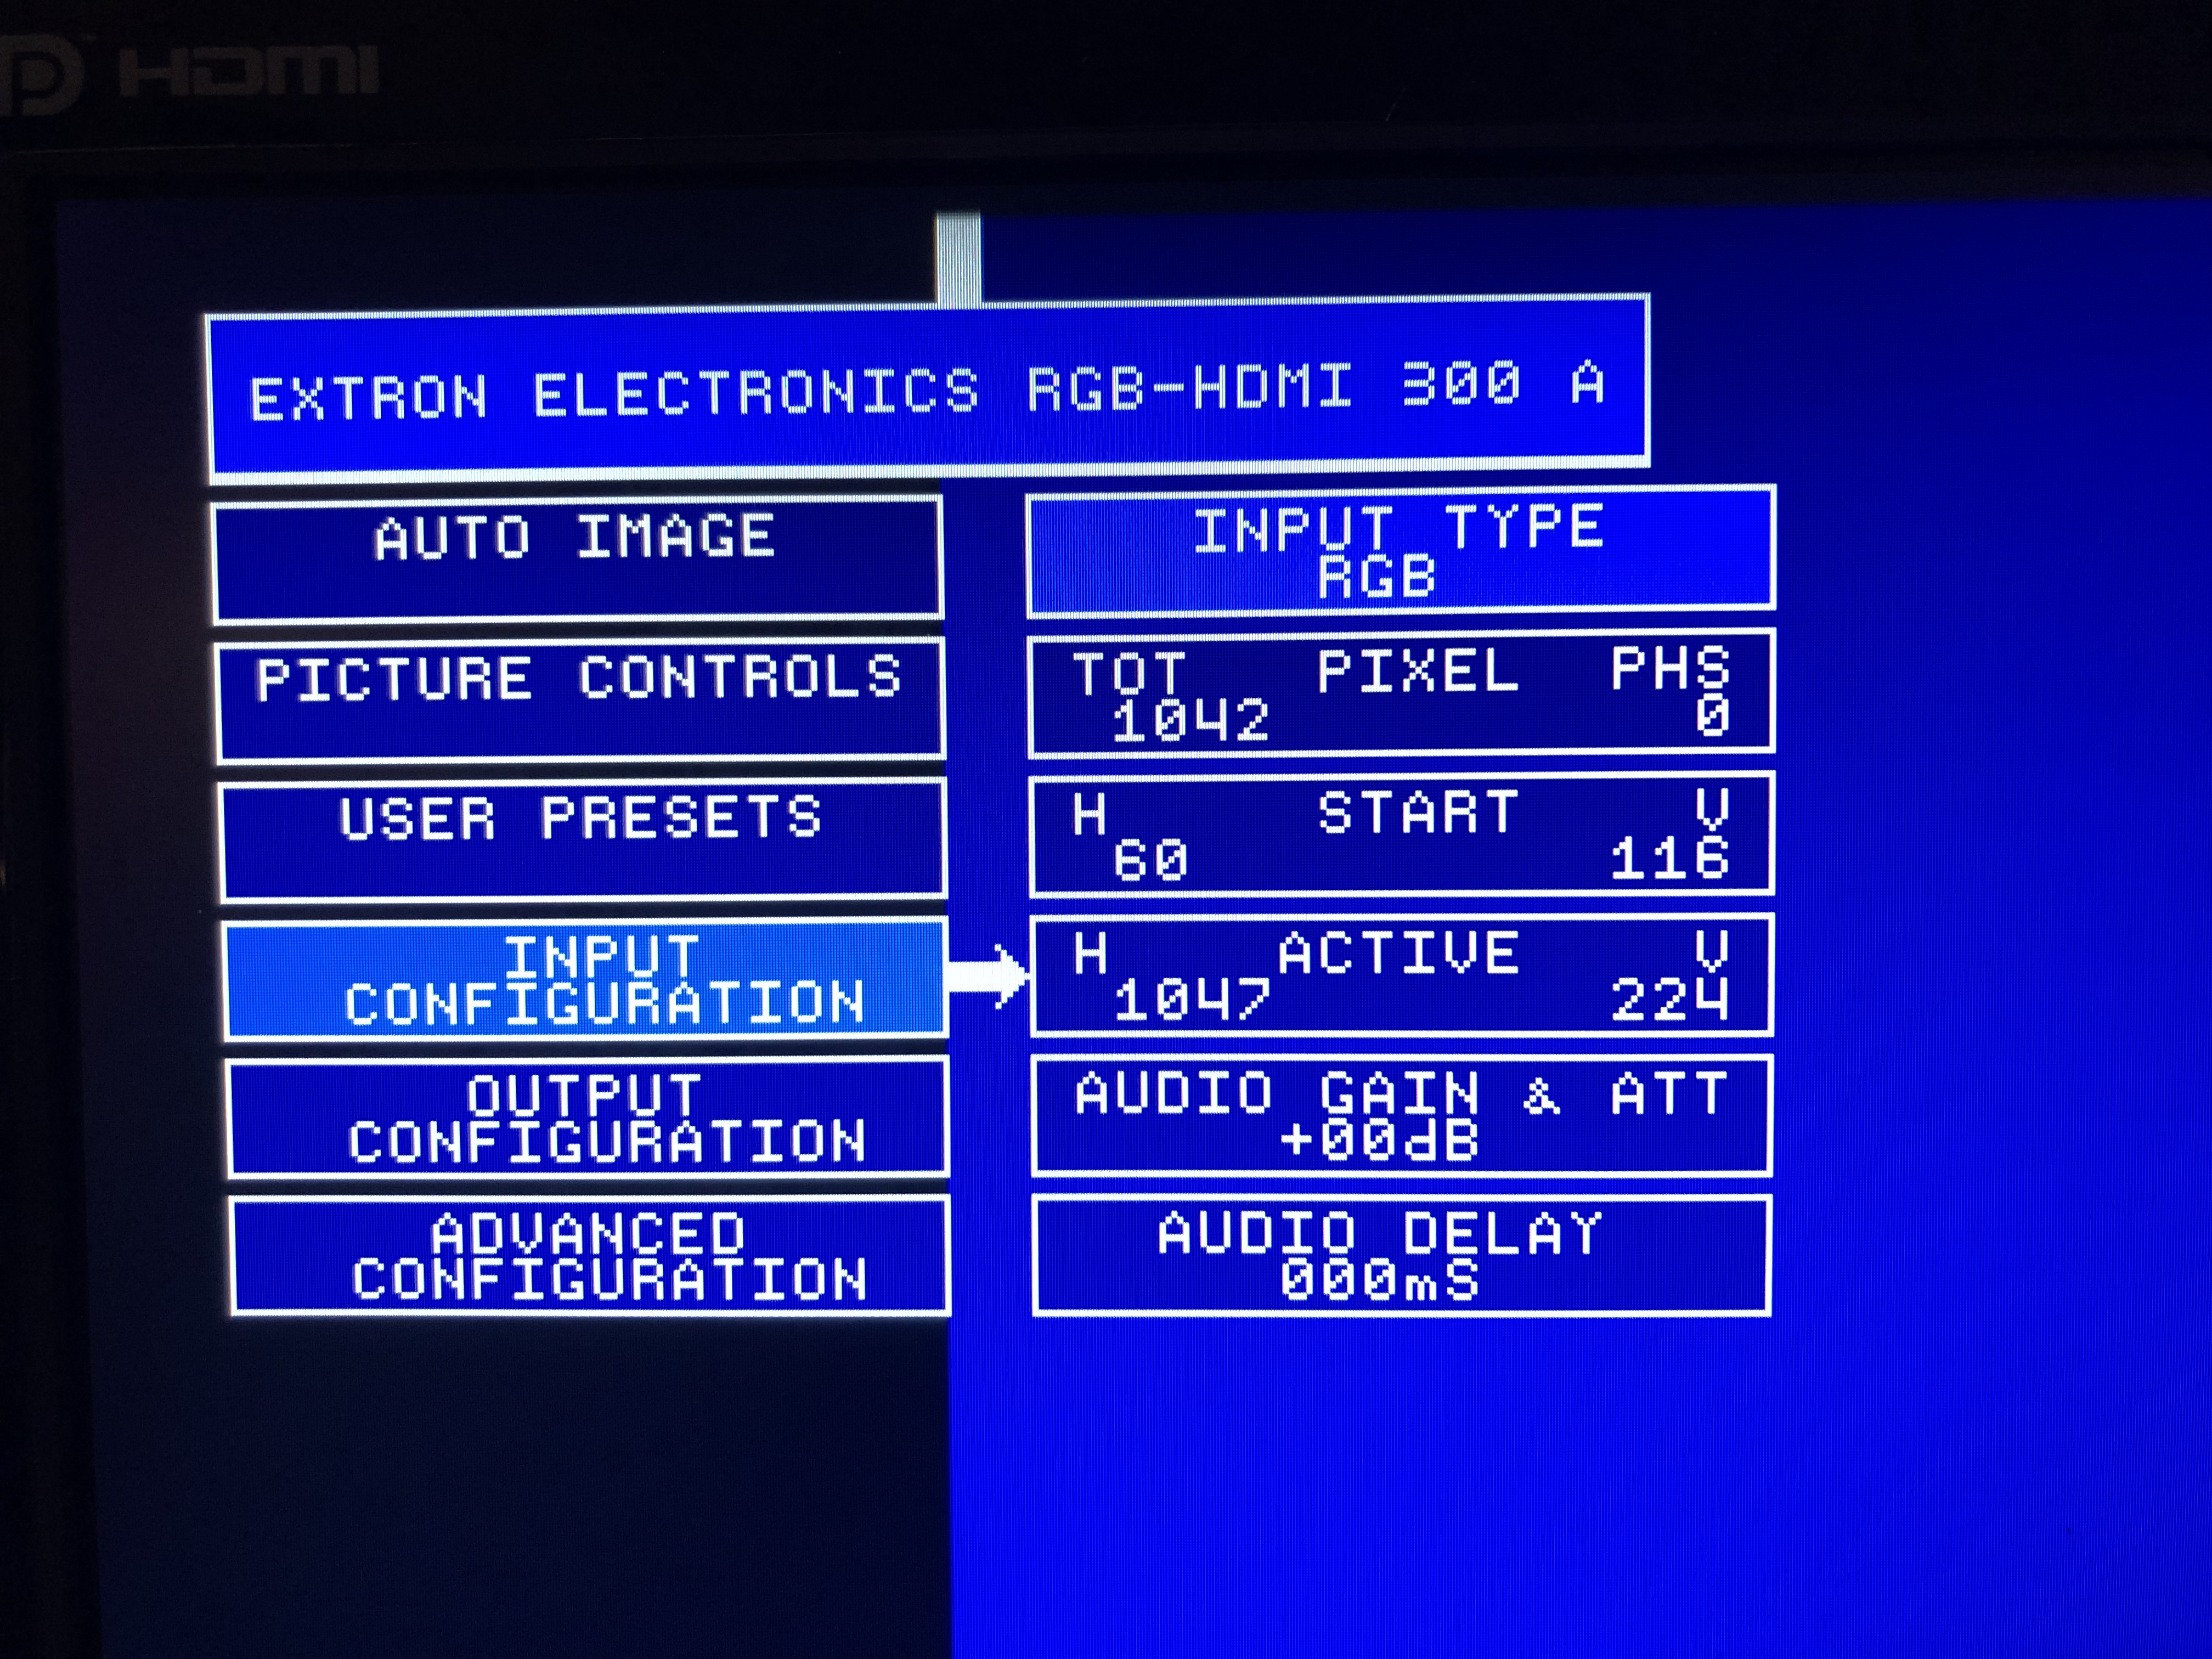 HDMI
EXTRON ELECTRONICS RGB-HDMI 300 A
AUTO IMAGE
PICTURE CONTROLS
USER PRESETS
INPUT
CONFIGURATION
OUTPUT
CONFIGURATION
ADVANCED
CONFIGURATION
INPUT TYPE
RGB
TOT PIXEL PHS
1042 0
H START V
60 116
H ACTIVE V
1047 224
AUDIO GAIN & ATT
+00dB
AUDIO DELAY
000mS